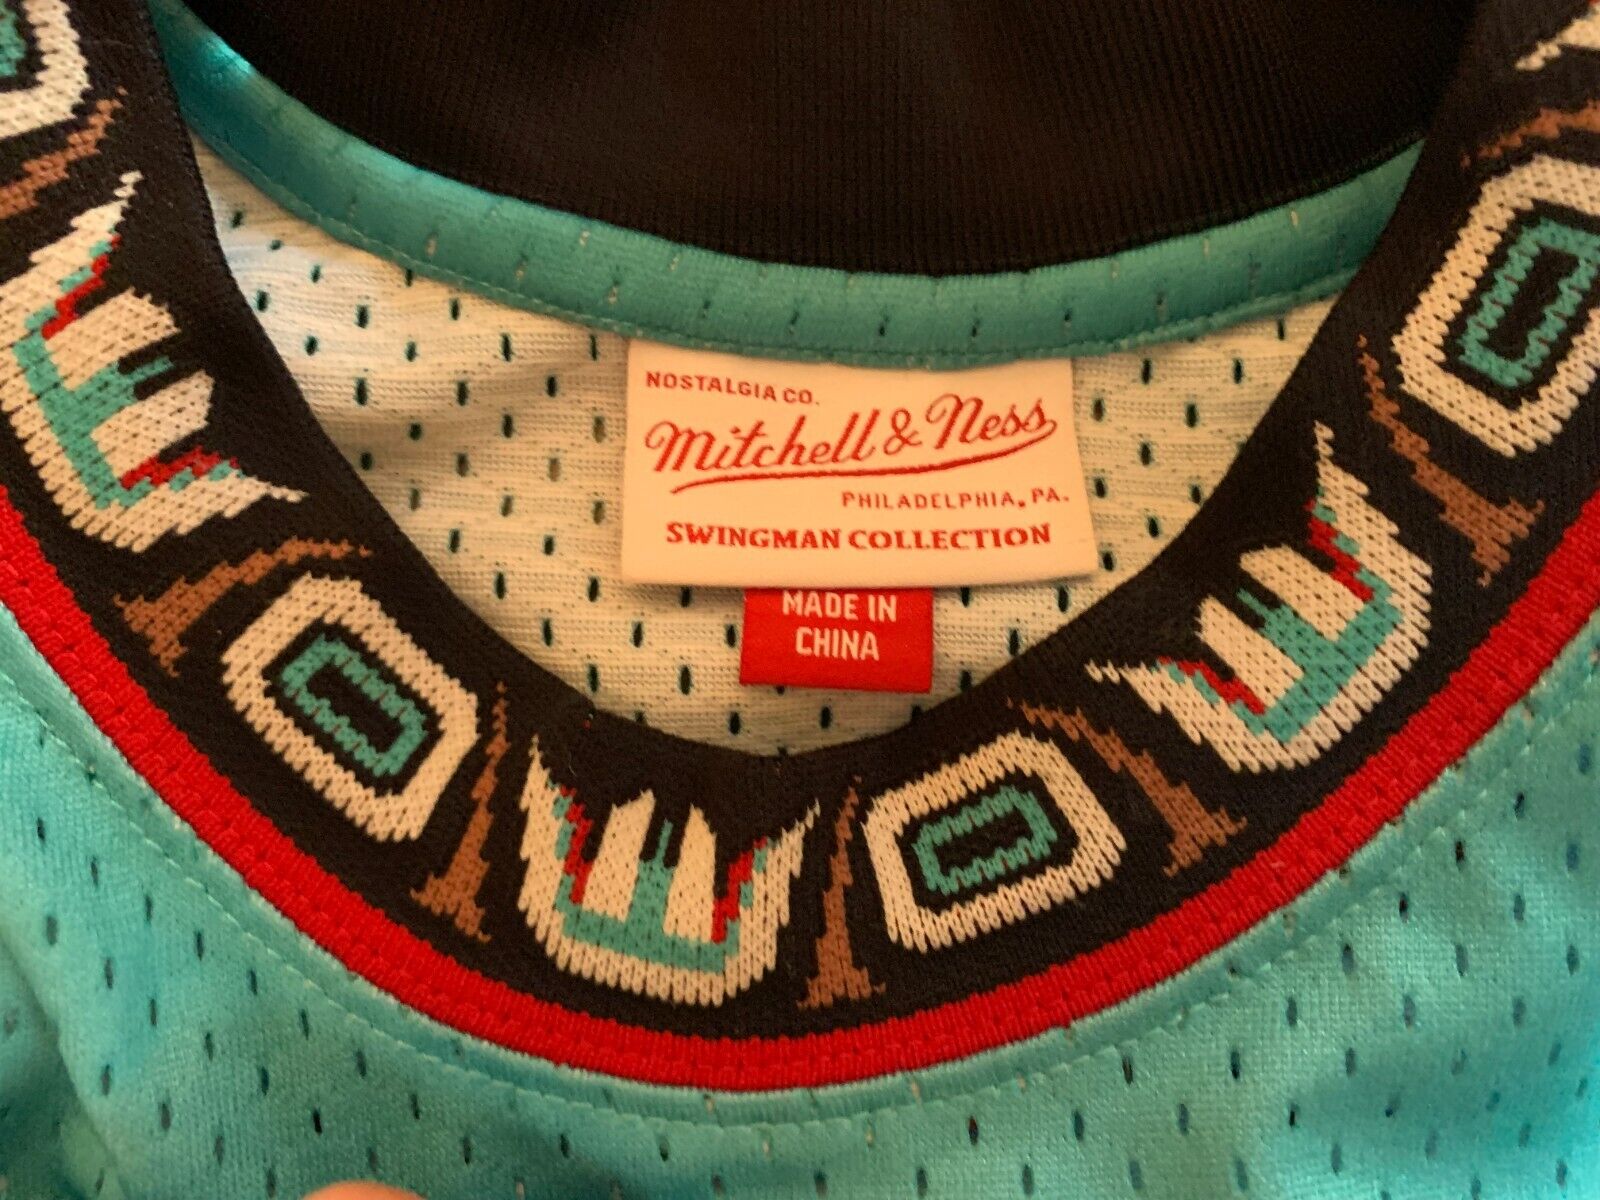 NOSTALGIA CO.
Mitchell & Ness
PHILADELPHIA, PA.
SWINGMAN COLLECTION
MADE IN
CHINA